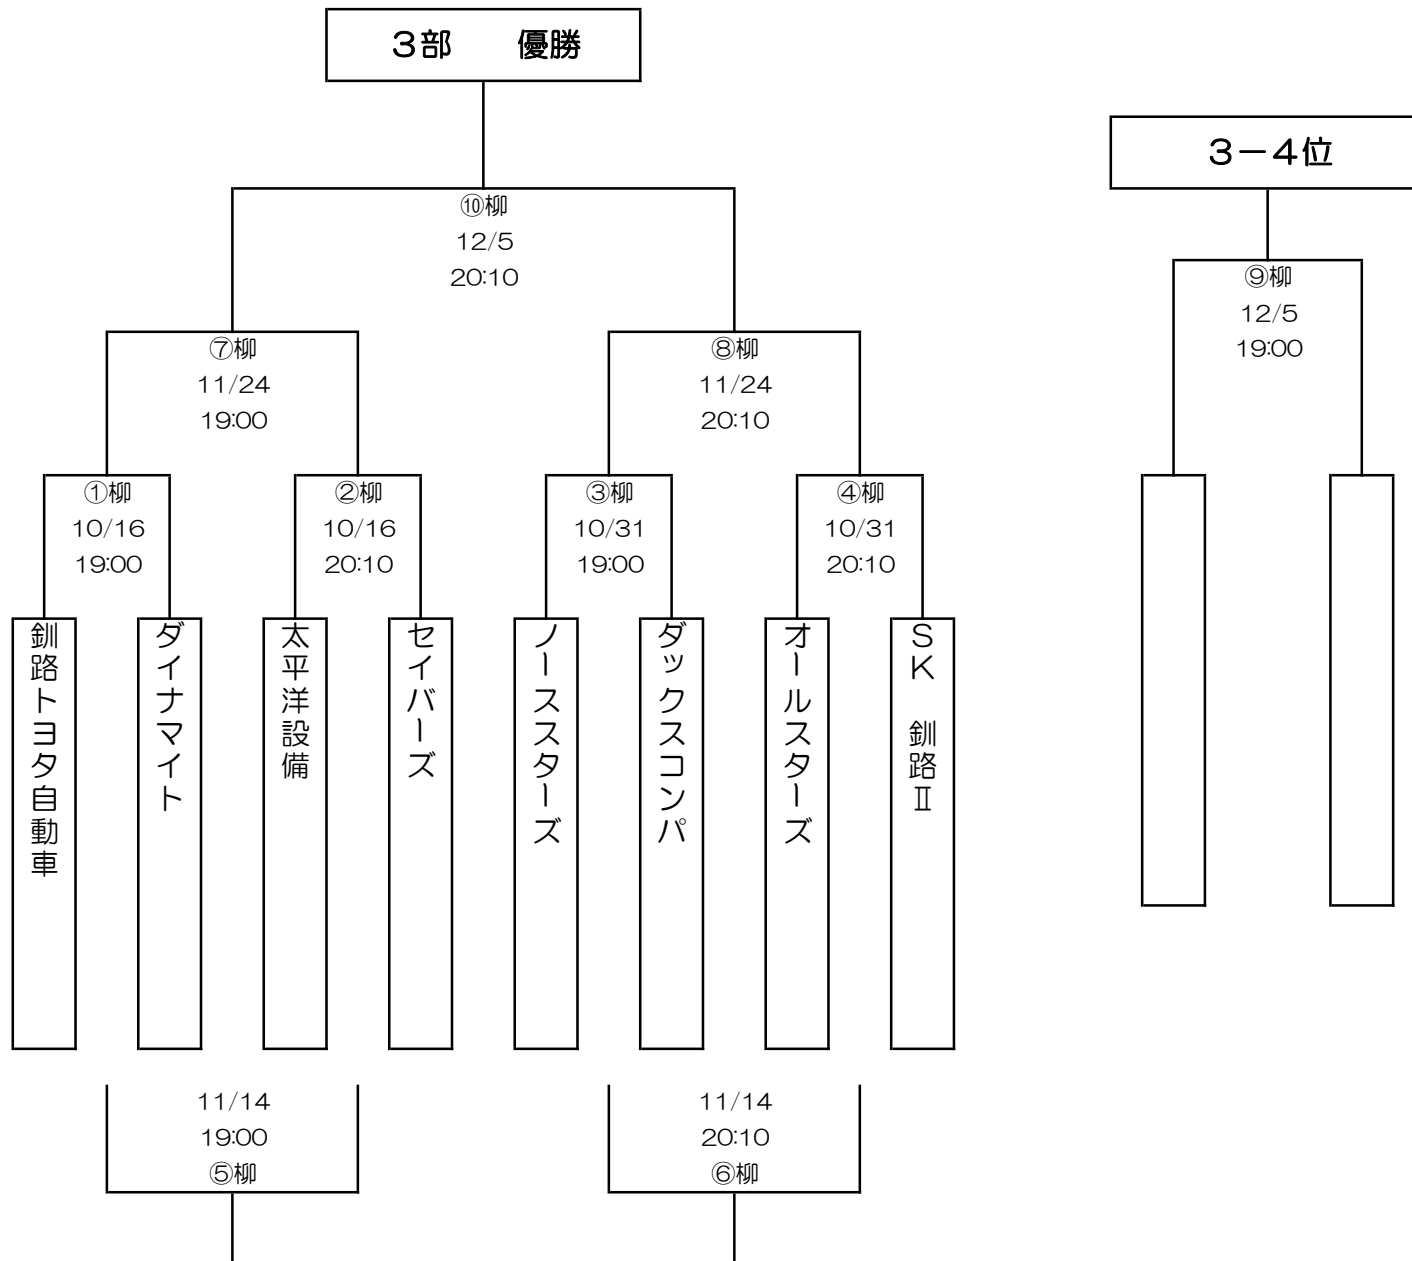 ３部　　優勝
３－４位
⑩柳
12/5
20:10
⑨柳
12/5
19:00
⑦柳
11/24
19:00
⑧柳
11/24
20:10
①柳
10/16
19:00
②柳
10/16
20:10
③柳
10/31
19:00
④柳
10/31
20:10
釧路トヨタ自動車
ダイナマイト
太平洋設備
セイバーズ
ノーススターズ
ダックスコンパ
オールスターズ
ＳＫ　釧路Ⅱ
11/14
19:00
⑤柳
11/14
20:10
⑥柳